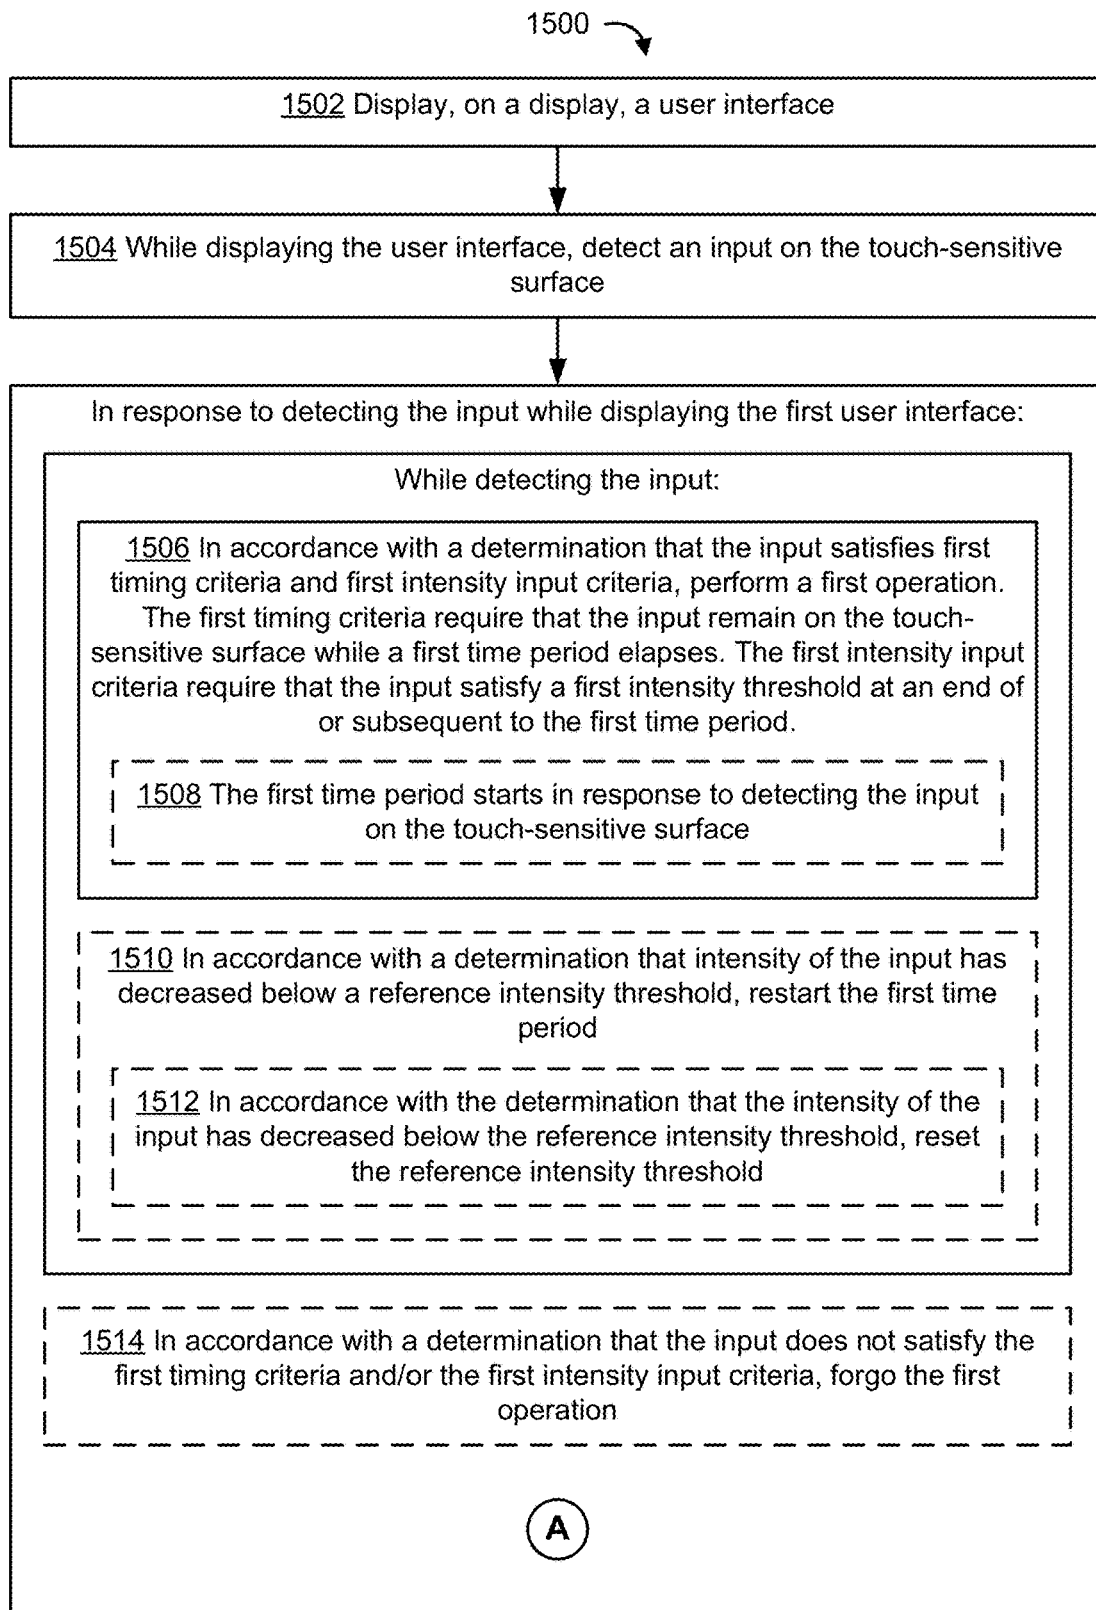 1500
1502 Display, on a display, a user interface
1504 While displaying the user interface, detect an input on the touch-sensitive
surface
In response to detecting the input while displaying the first user interface:
While detecting the input:
1506 In accordance with a determination that the input satisfies first
timing criteria and first intensity input criteria, perform a first operation.
The first timing criteria require that the input remain on the touch-
sensitive surface while a first time period elapses. The first intensity input
criteria require that the input satisfy a first intensity threshold at an end of
or subsequent to the first time period.
1508 The first time period starts in response to detecting the input
on the touch-sensitive surface
1510 In accordance with a determination that intensity of the input has
decreased below a reference intensity threshold, restart the first time
period
1512 In accordance with the determination that the intensity of the
input has decreased below the reference intensity threshold, reset
the reference intensity threshold
1514 In accordance with a determination that the input does not satisfy the
first timing criteria and/or the first intensity input criteria, forgo the first
operation
A